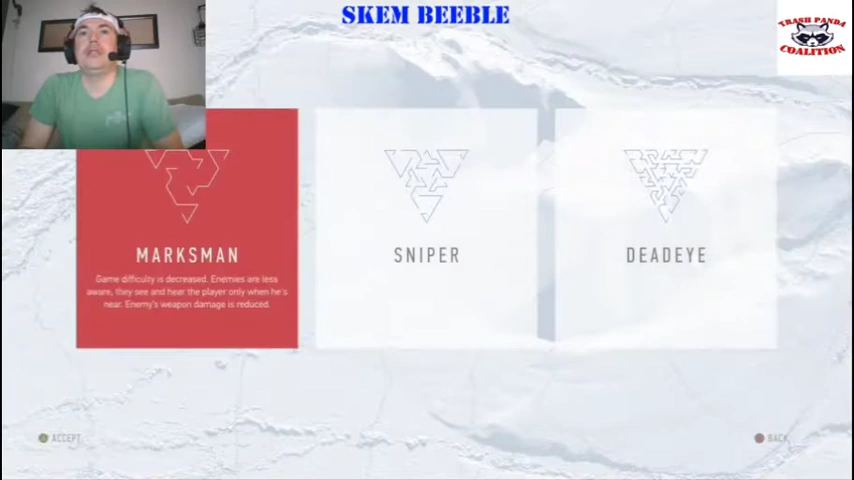 SKEM BEEBLE
TRASH PANDA
COALITION
MARKSMAN
Game difficulty is decreased. Enemies are less
aware, they see and hear the player only when he's
near. Enemy's weapon damage is reduced.
SNIPER
DEADEYE
ACCEPT
BACK